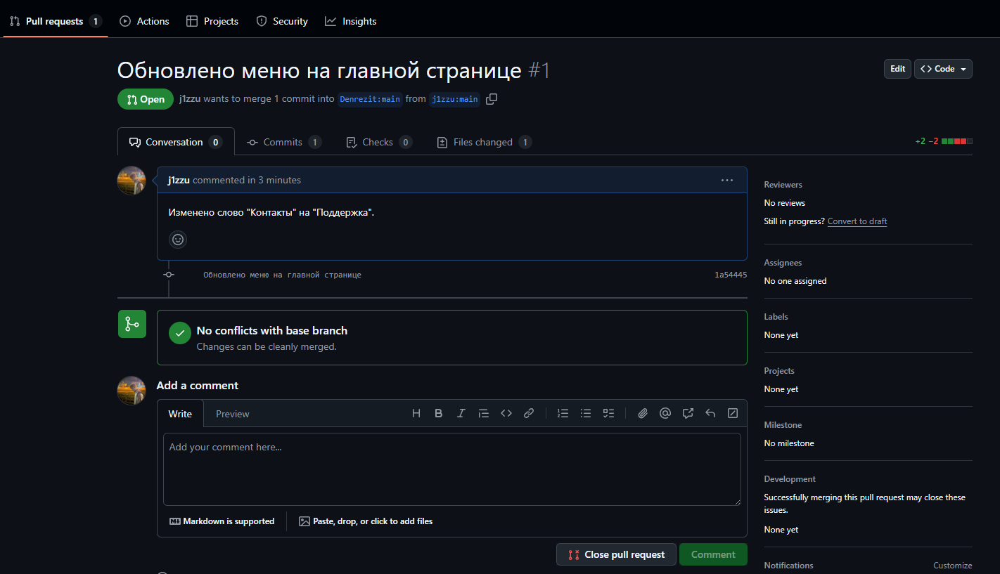 Pull requests 1 Actions Projects Security Insights
Обновлено меню на главной странице #1
Edit Code
Open j1zzu wants to merge 1 commit into Denrezit:main from j1zzu:main
Conversation 0 Commits 1 Checks 0 Files changed 1
+2 −2
j1zzu commented in 3 minutes
Изменено слово "Контакты" на "Поддержка".
Обновлено меню на главной странице 1a54445
No conflicts with base branch
Changes can be cleanly merged.
Add a comment
Write Preview
Add your comment here...
Markdown is supported Paste, drop, or click to add files
Close pull request Comment
Reviewers
No reviews
Still in progress? Convert to draft
Assignees
No one assigned
Labels
None yet
Projects
None yet
Milestone
No milestone
Development
Successfully merging this pull request may close these
issues.
None yet
Notifications Customize